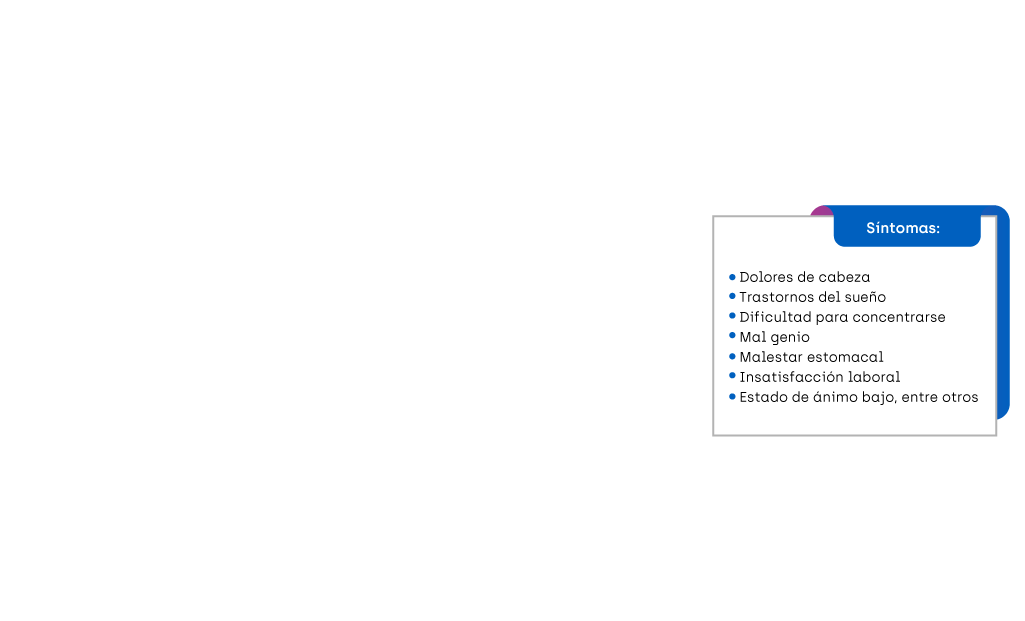 Síntomas:
Dolores de cabeza
Trastornos del sueño
Dificultad para concentrarse
Mal genio
Malestar estomacal
Insatisfacción laboral
Estado de ánimo bajo, entre otros